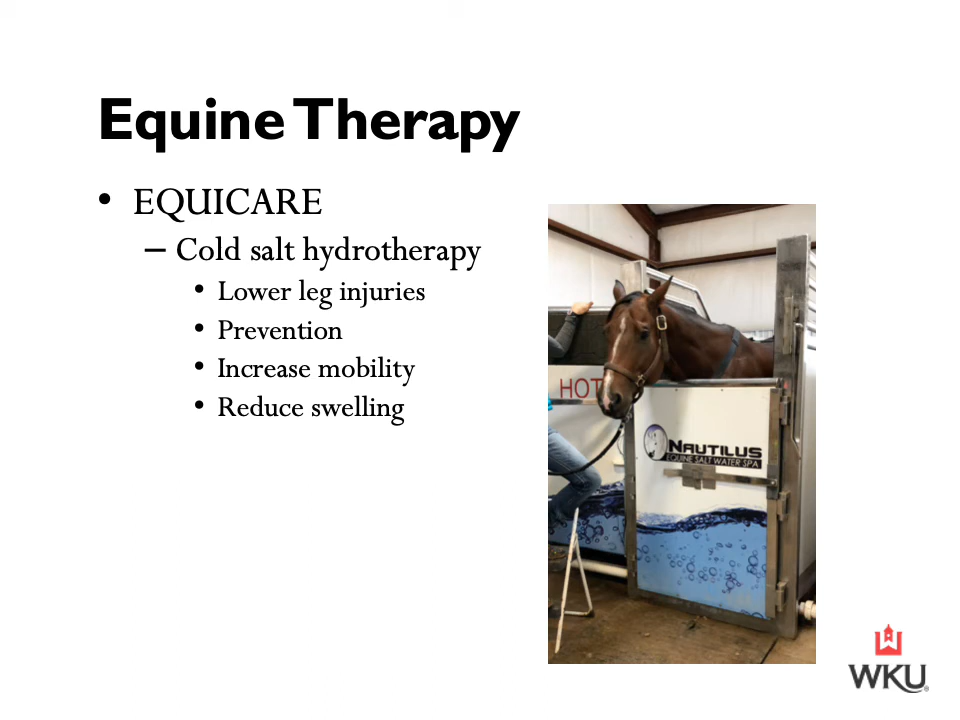 Equine Therapy
• EQUICARE
– Cold salt hydrotherapy
• Lower leg injuries
• Prevention
• Increase mobility
• Reduce swelling
HOT
NAUTILUS
EQUINE SALT WATER SPA
WKU®